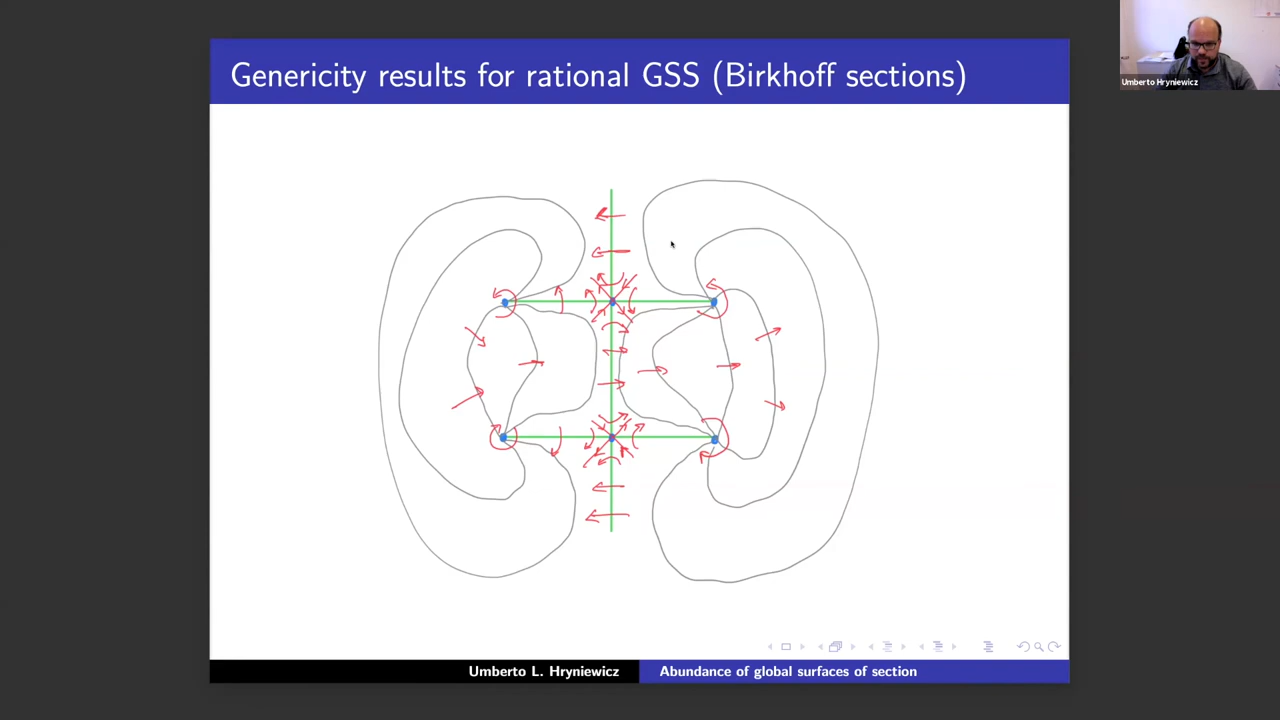 Genericity results for rational GSS (Birkhoff sections)
Umberto Hryniewicz
Umberto L. Hryniewicz
Abundance of global surfaces of section